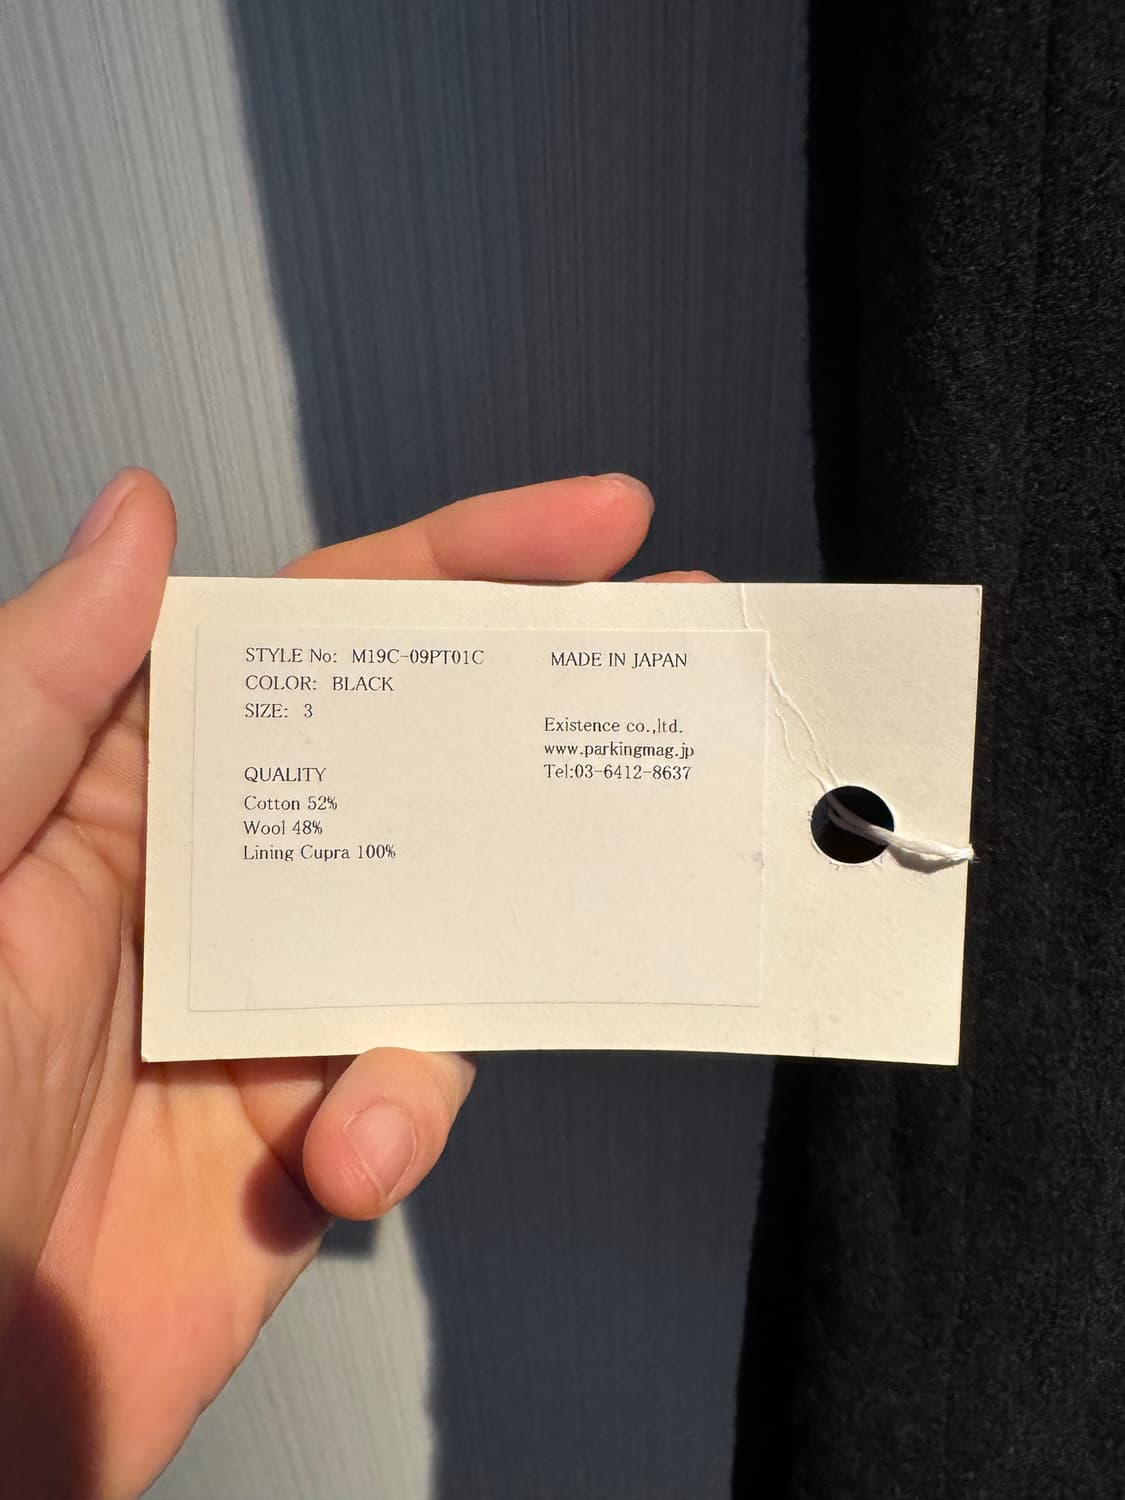 STYLE No: M19C-09PT01C
COLOR: BLACK
SIZE: 3
QUALITY
Cotton 52%
Wool 48%
Lining Cupra 100%
MADE IN JAPAN
Existence co.,ltd.
www.parkingmag.jp
Tel:03-6412-8637